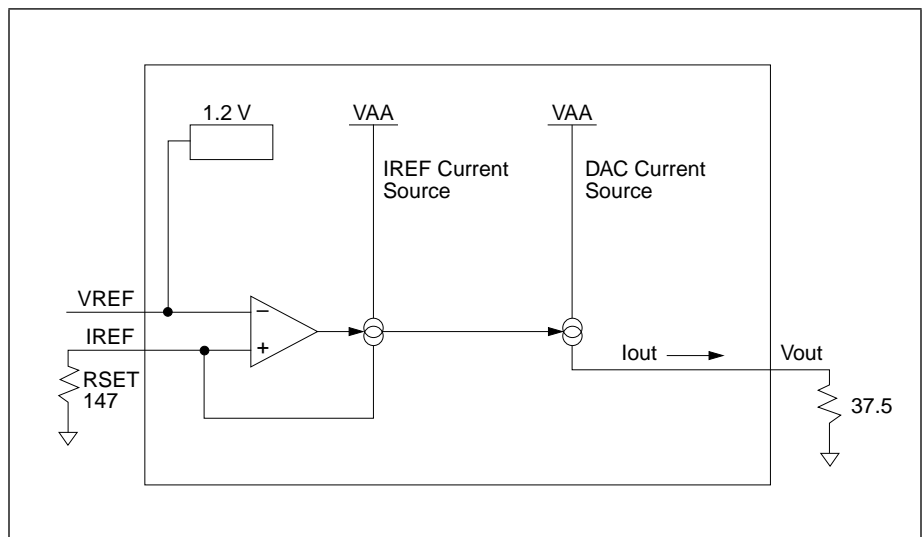 1.2 V
VAA
VAA
IREF Current
Source
DAC Current
Source
VREF
−
IREF
+
RSET
147
Iout
Vout
37.5